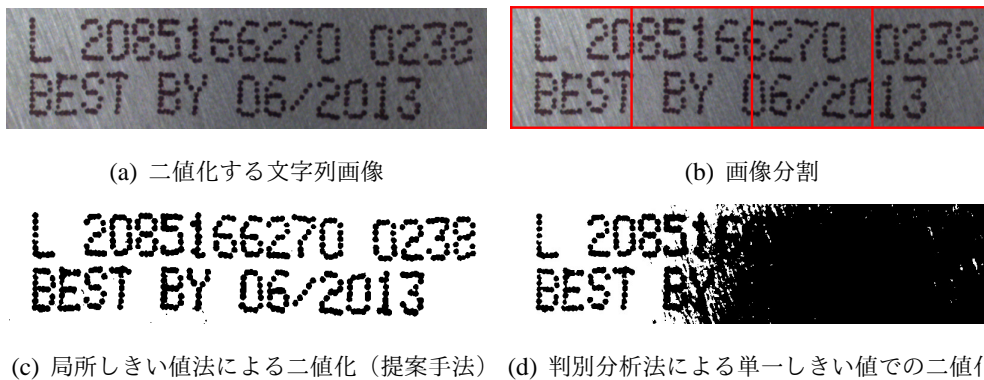 L 2085166270 0238
BEST BY 06/2013
L 2085166270 0238
BEST BY 06/2013
(a) 二値化する文字列画像
(b) 画像分割
L 2085166270 0238
BEST BY 06/2013
L 20851
BEST BY
(c) 局所しきい値法による二値化（提案手法）
(d) 判別分析法による単一しきい値での二値